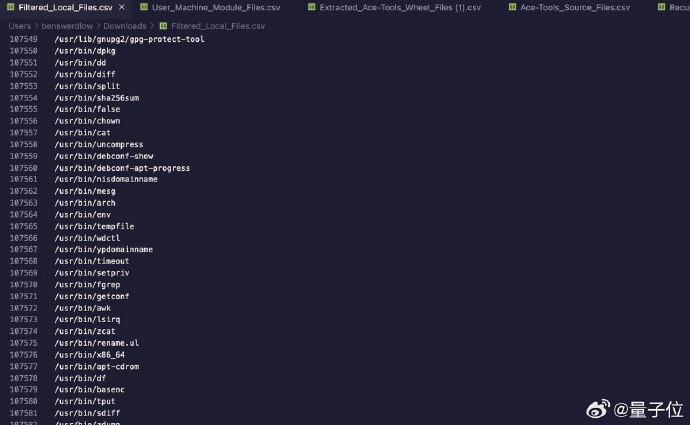 Filtered_Local_Files.csv × User_Machine_Module_Files.csv Extracted_Ace-Tools_Wheel_Files (1).csv Ace-Tools_Source_Files.csv Recu
Users > benswerdlow > Downloads > Filtered_Local_Files.csv
107549 /usr/lib/gnupg2/gpg-protect-tool
107550 /usr/bin/dpkg
107551 /usr/bin/dd
107552 /usr/bin/diff
107553 /usr/bin/split
107554 /usr/bin/sha256sum
107555 /usr/bin/false
107556 /usr/bin/chown
107557 /usr/bin/cat
107558 /usr/bin/uncompress
107559 /usr/bin/debconf-show
107560 /usr/bin/debconf-apt-progress
107561 /usr/bin/nisdomainname
107562 /usr/bin/mesg
107563 /usr/bin/arch
107564 /usr/bin/env
107565 /usr/bin/tempfile
107566 /usr/bin/wdctl
107567 /usr/bin/ypdomainname
107568 /usr/bin/timeout
107569 /usr/bin/setpriv
107570 /usr/bin/fgrep
107571 /usr/bin/getconf
107572 /usr/bin/awk
107573 /usr/bin/lsirq
107574 /usr/bin/zcat
107575 /usr/bin/rename.ul
107576 /usr/bin/x86_64
107577 /usr/bin/apt-cdrom
107578 /usr/bin/df
107579 /usr/bin/basenc
107580 /usr/bin/tput
107581 /usr/bin/sdiff
107582 /usr/bin/zdump
@量子位